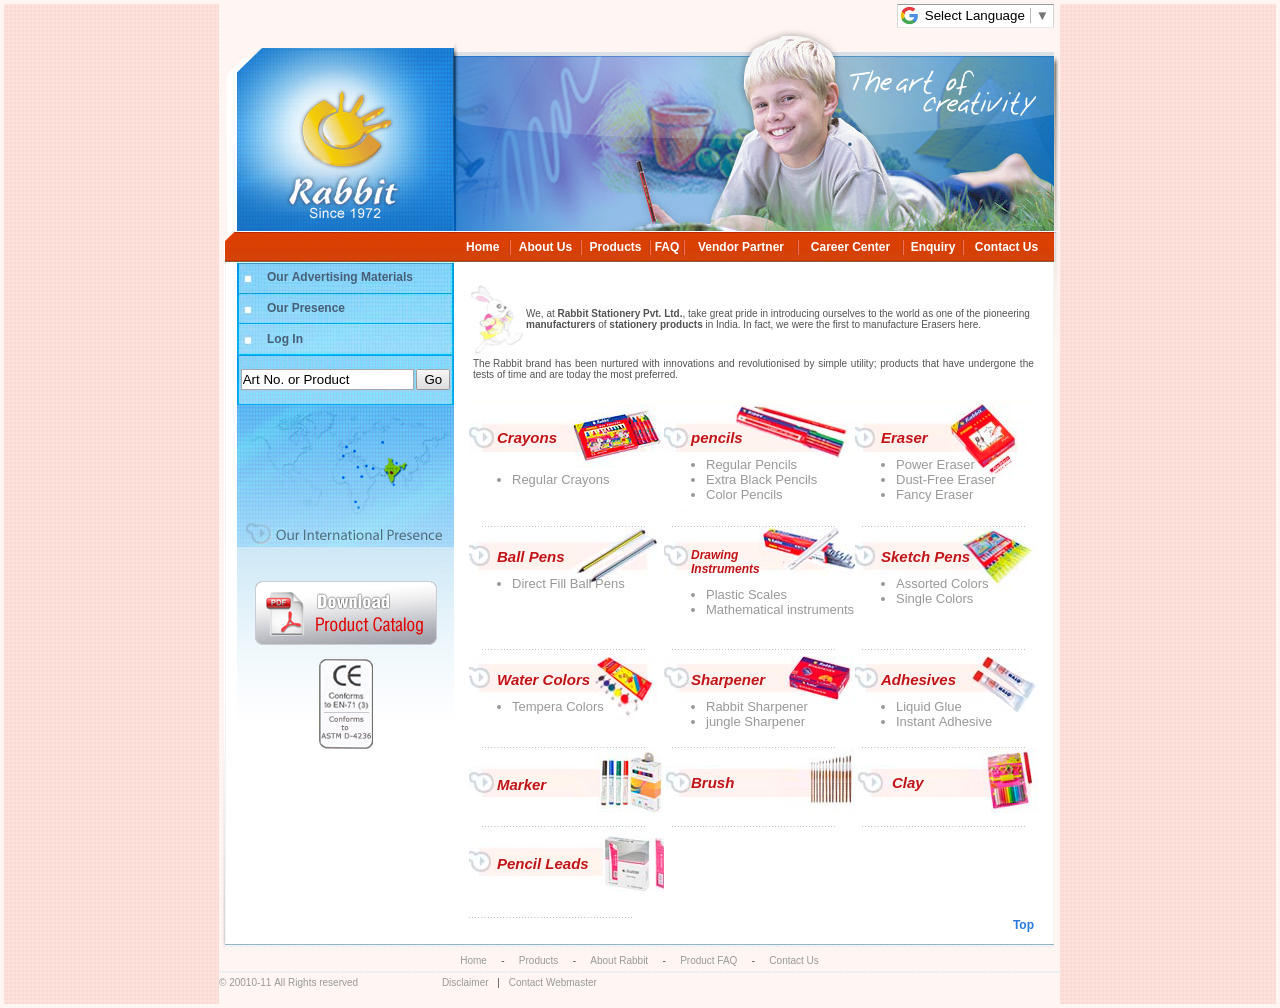 Select Language ▼
The art of
creativity
Rabbit
Since 1972
Home
About Us
Products
FAQ
Vendor Partner
Career Center
Enquiry
Contact Us
Our Advertising Materials
Our Presence
Log In
Art No. or Product
Go
Our International Presence
PDF
Download
Product Catalog
CE
Conforms
to EN-71 (3)
Conforms
to
ASTM D-4236
We, at Rabbit Stationery Pvt. Ltd., take great pride in introducing ourselves to the world as one of the pioneering
manufacturers of stationery products in India. In fact, we were the first to manufacture Erasers here.
The Rabbit brand has been nurtured with innovations and revolutionised by simple utility; products that have undergone the
tests of time and are today the most preferred.
Crayons
• Regular Crayons
pencils
• Regular Pencils
• Extra Black Pencils
• Color Pencils
Eraser
• Power Eraser
• Dust-Free Eraser
• Fancy Eraser
Ball Pens
• Direct Fill Ball Pens
Drawing
Instruments
• Plastic Scales
• Mathematical instruments
Sketch Pens
• Assorted Colors
• Single Colors
Water Colors
• Tempera Colors
Sharpener
• Rabbit Sharpener
• jungle Sharpener
Adhesives
• Liquid Glue
• Instant Adhesive
Marker
Brush
Clay
Pencil Leads
Top
Home - Products - About Rabbit - Product FAQ - Contact Us
© 20010-11 All Rights reserved
Disclaimer | Contact Webmaster